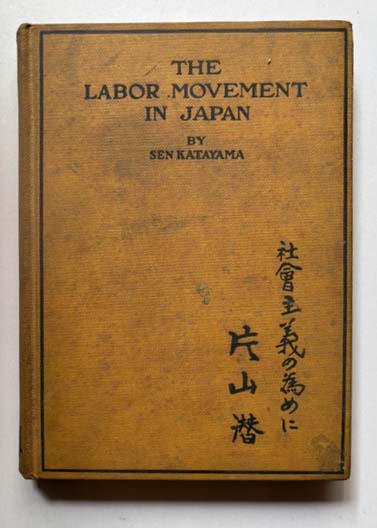 THE
LABOR MOVEMENT
IN JAPAN
BY
SEN KATAYAMA
社會主義の為めに
片山潜